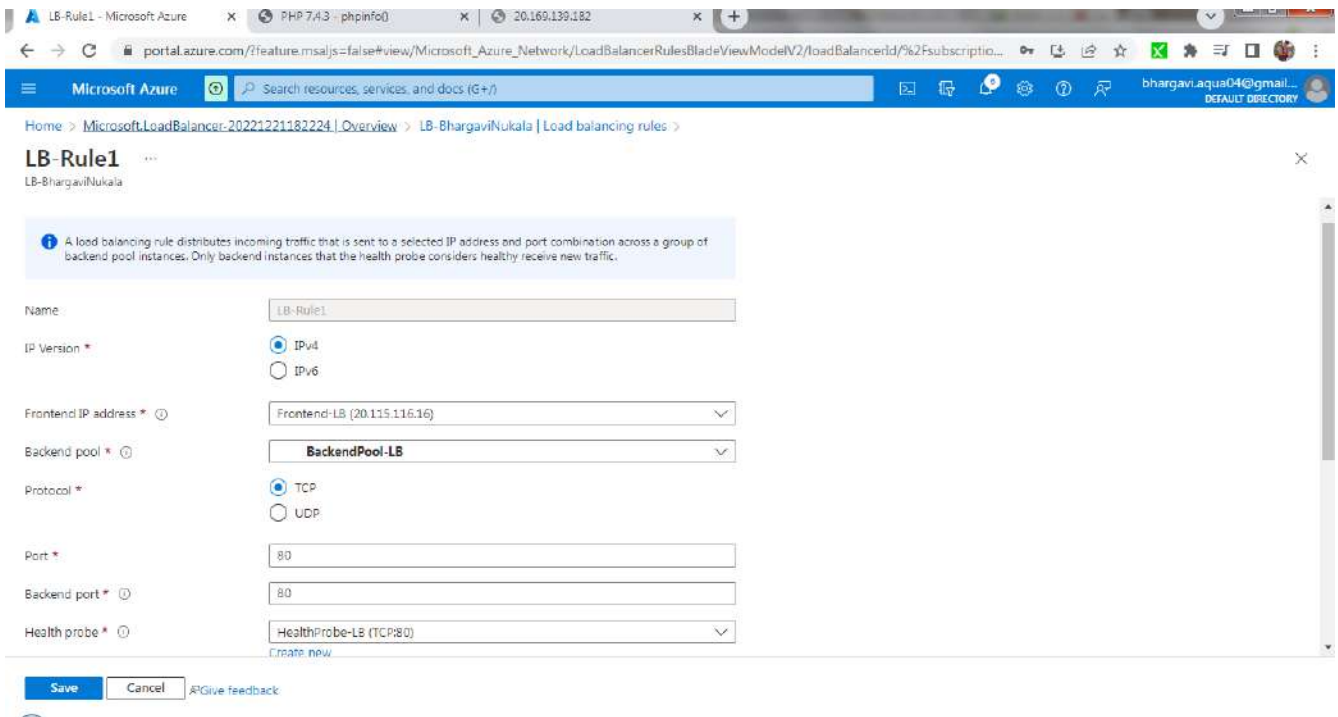 LB-Rule1 - Microsoft Azure
PHP 7.4.3 - phpinfo()
20.169.139.182
portal.azure.com/?feature.msaljs=false#view/Microsoft_Azure_Network/LoadBalancerRulesBladeViewModelV2/loadBalancerId/%2Fsubscriptio...
Microsoft Azure
Search resources, services, and docs (G+/)
bhargavi.aqua04@gmail...
DEFAULT DIRECTORY
Home > Microsoft.LoadBalancer-20221221182224 | Overview > LB-BhargaviNukala | Load balancing rules >
LB-Rule1 ...
LB-BhargaviNukala
A load balancing rule distributes incoming traffic that is sent to a selected IP address and port combination across a group of
backend pool instances. Only backend instances that the health probe considers healthy receive new traffic.
Name
LB-Rule1
IP Version *
IPv4
IPv6
Frontend IP address *
Frontend-LB (20.115.116.16)
Backend pool *
BackendPool-LB
Protocol *
TCP
UDP
Port *
80
Backend port *
80
Health probe *
HealthProbe-LB (TCP:80)
Create new
Save
Cancel
Give feedback